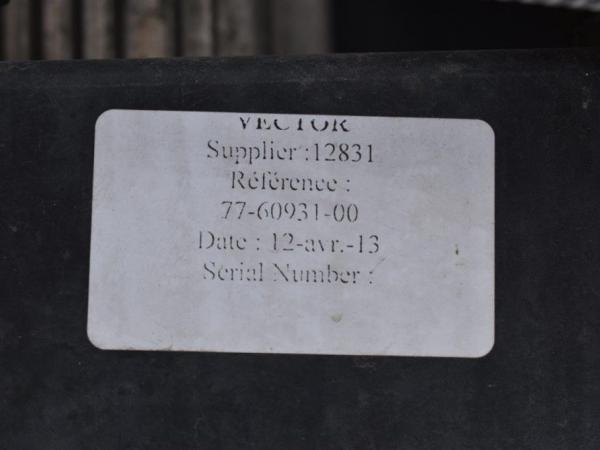 VECTOR
Supplier :12831
Référence :
77-60931-00
Date : 12-avr.-13
Serial Number :